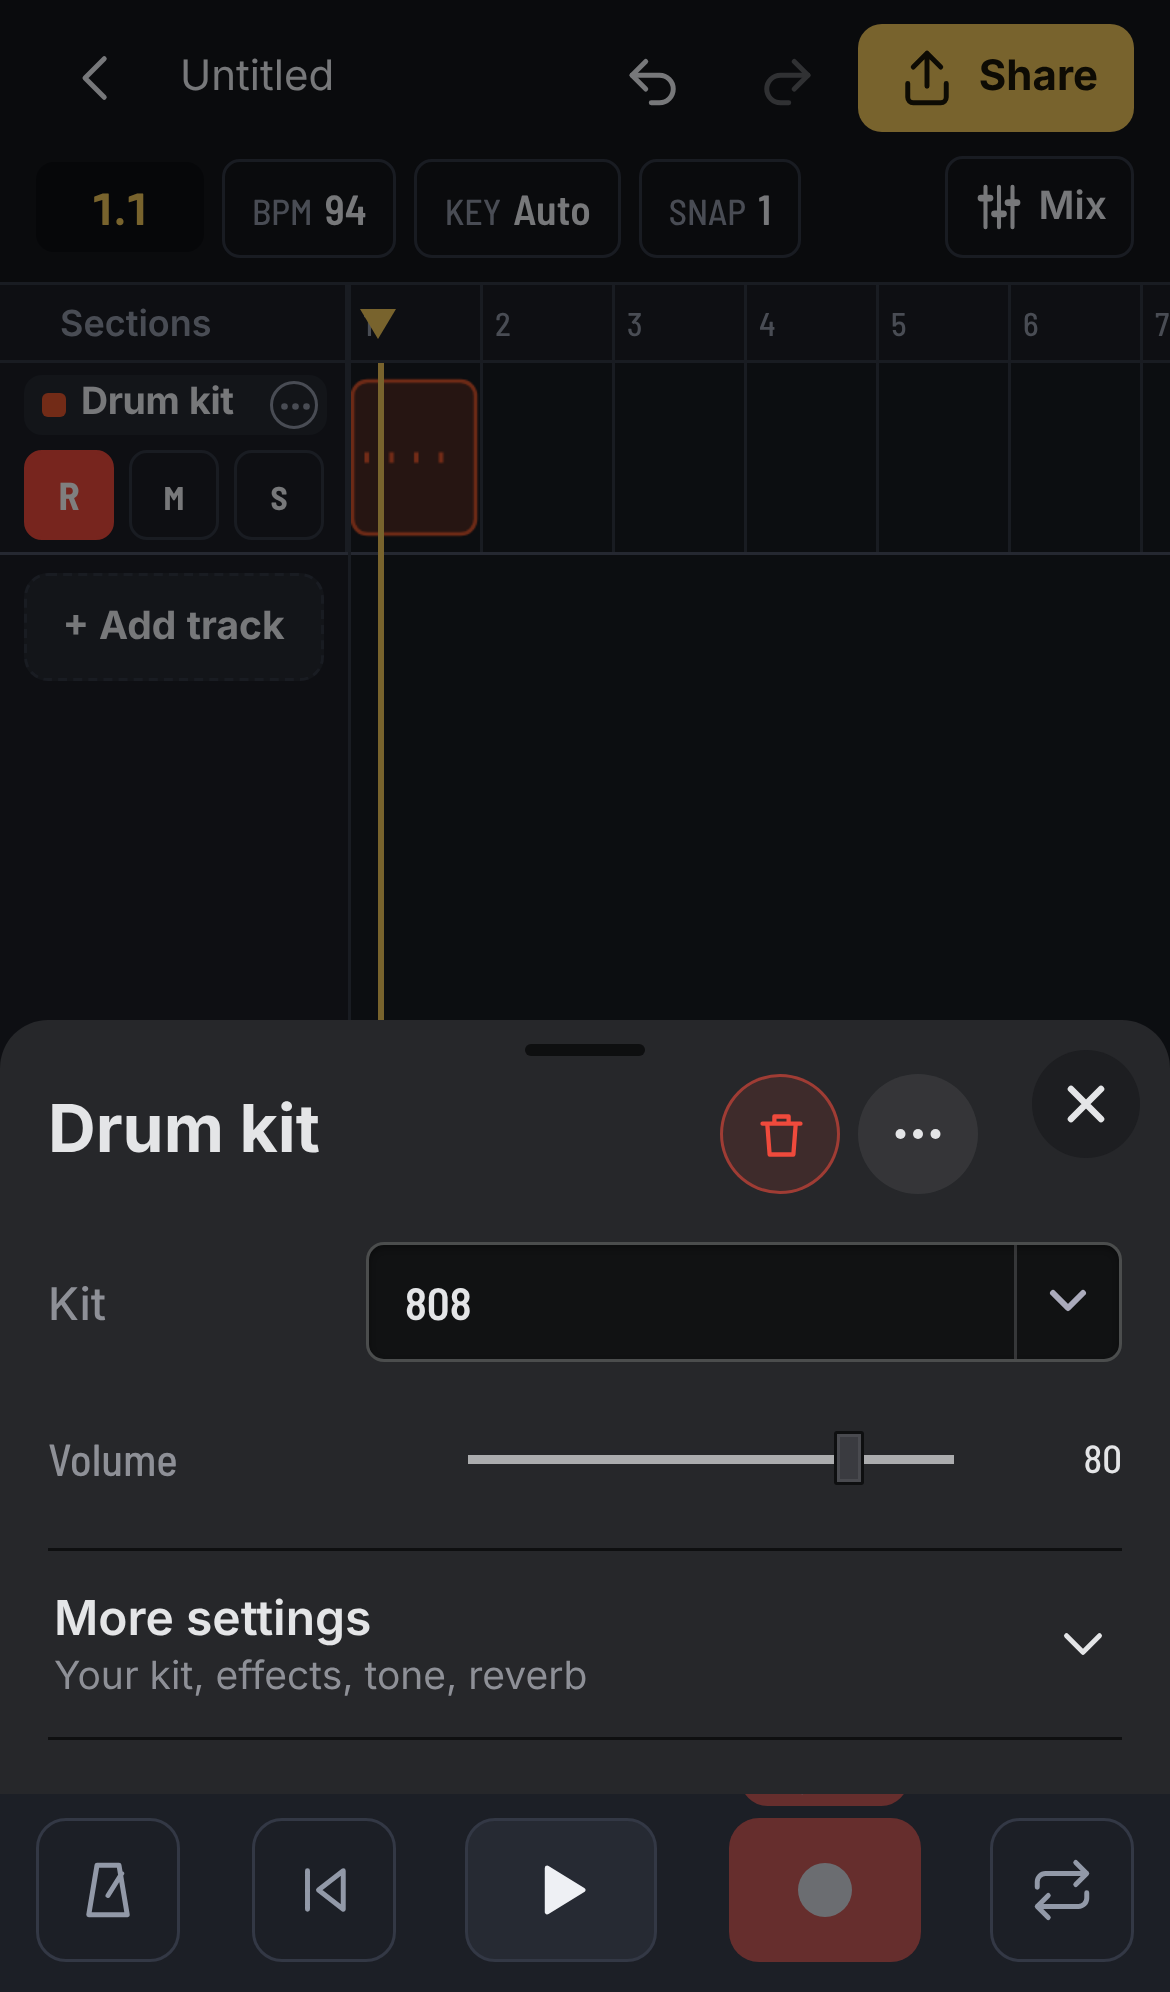 Untitled
Share
1.1
BPM 94
KEY Auto
SNAP 1
Mix
Sections
1 2 3 4 5 6 7
Drum kit
R M S
+ Add track
Drum kit
Kit
808
Volume
80
More settings
Your kit, effects, tone, reverb